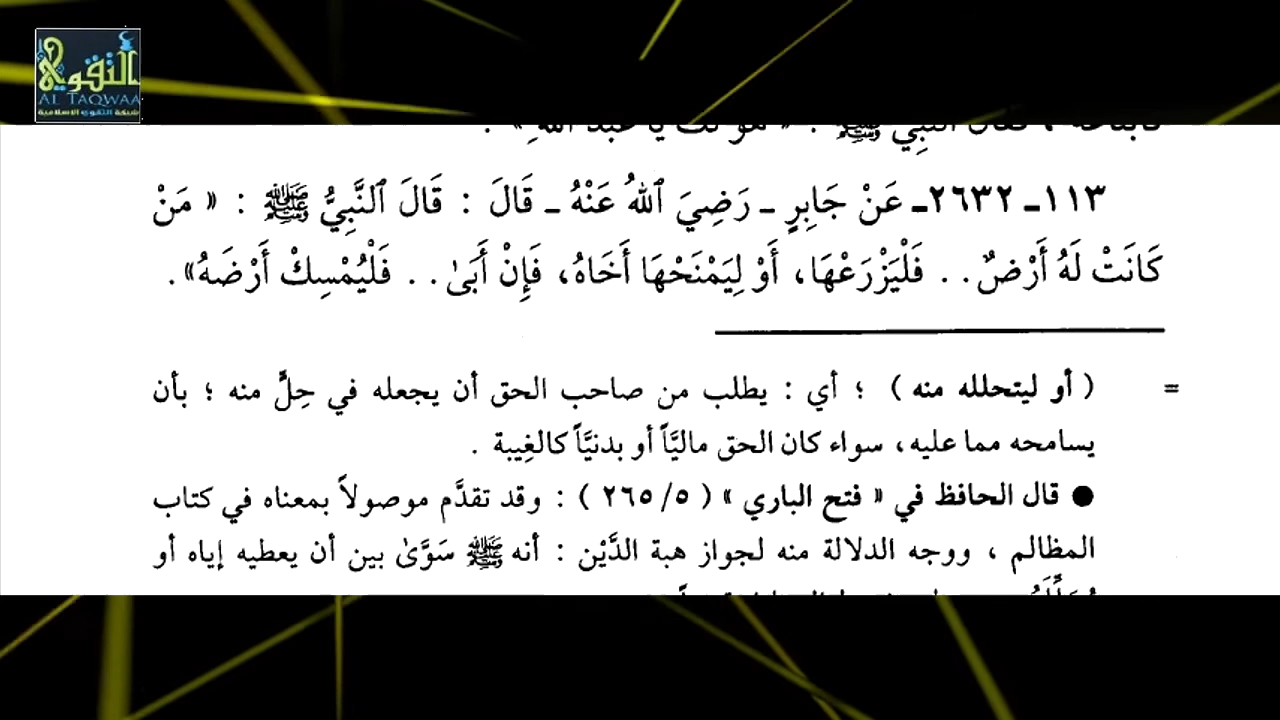 التقوى
AL TAQWAA
شبكة التقوى الاسلامية
١١٣ـ ٢٦٣٢ـ عَنْ جَابِرٍ ـ رَضِيَ ٱللهُ عَنْهُ ـ قَالَ : قَالَ ٱلنَّبِيُّ ﷺ : « مَنْ
كَانَتْ لَهُ أَرْضٌ . . فَلْيَزْرَعْهَا، أَوْ لِيَمْنَحْهَا أَخَاهُ، فَإِنْ أَبَىٰ . . فَلْيُمْسِكْ أَرْضَهُ» .
= ( أو ليتحلله منه ) ؛ أي : يطلب من صاحب الحق أن يجعله في حِلٍّ منه ؛ بأن
يسامحه مما عليه، سواء كان الحق ماليَّاً أو بدنيَّاً كالغِيبة .
● قال الحافظ في « فتح الباري » ( ٥/ ٢٦٥ ) : وقد تقدَّم موصولاً بمعناه في كتاب
المظالم ، ووجه الدلالة منه لجواز هبة الدَّيْن : أنه ﷺ سَوَّىٰ بين أن يعطيه إياه أو